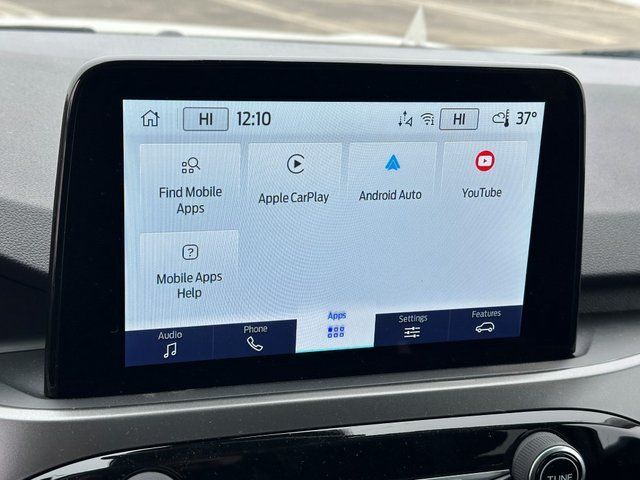 HI 12:10 HI 37°
Find Mobile
Apps
Apple CarPlay
Android Auto
YouTube
Mobile Apps
Help
Audio
Phone
Apps
Settings
Features
TUNE